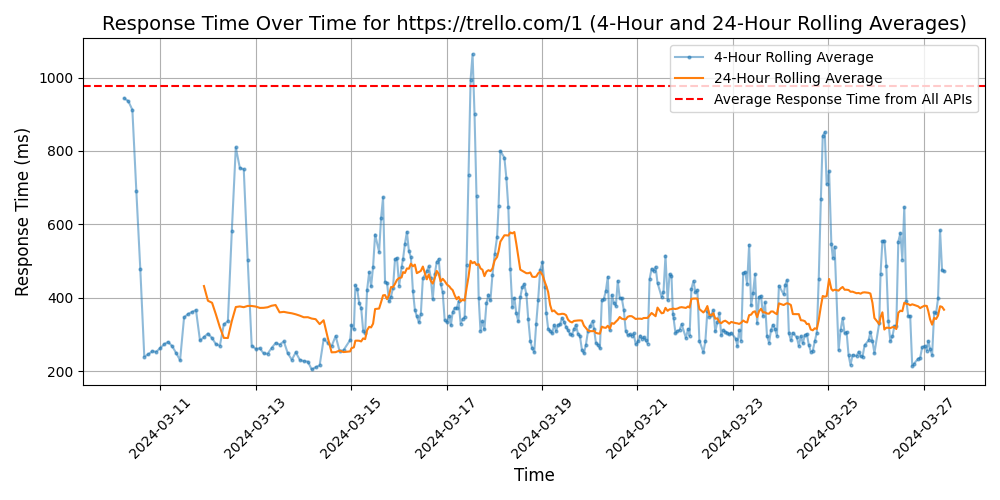 Response Time Over Time for https://trello.com/1 (4-Hour and 24-Hour Rolling Averages)
4-Hour Rolling Average
24-Hour Rolling Average
Average Response Time from All APIs
Response Time (ms)
1000
800
600
400
200
2024-03-11
2024-03-13
2024-03-15
2024-03-17
2024-03-19
2024-03-21
2024-03-23
2024-03-25
2024-03-27
Time